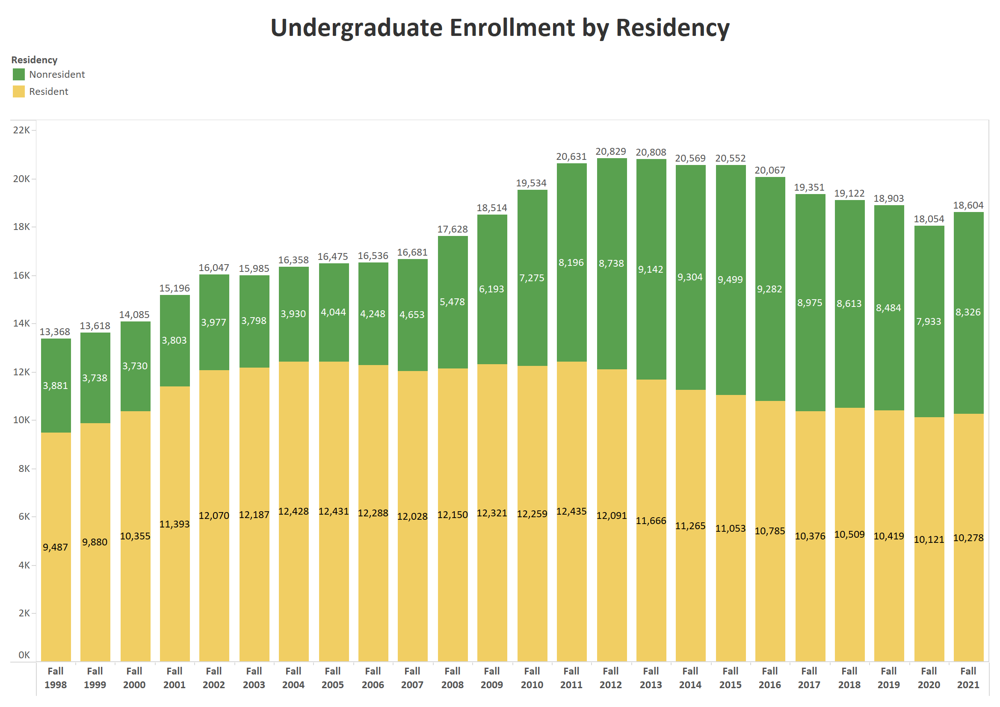 Undergraduate Enrollment by Residency
Residency
Nonresident
Resident
22K
20K
18K
16K
14K
12K
10K
8K
6K
4K
2K
0K
13,368
13,618
14,085
15,196
16,047
15,985
16,358
16,475
16,536
16,681
17,628
18,514
19,534
20,631
20,829
20,808
20,569
20,552
20,067
19,351
19,122
18,903
18,054
18,604
3,881
3,738
3,730
3,803
3,977
3,798
3,930
4,044
4,248
4,653
5,478
6,193
7,275
8,196
8,738
9,142
9,304
9,499
9,282
8,975
8,613
8,484
7,933
8,326
9,487
9,880
10,355
11,393
12,070
12,187
12,428
12,431
12,288
12,028
12,150
12,321
12,259
12,435
12,091
11,666
11,265
11,053
10,785
10,376
10,509
10,419
10,121
10,278
Fall
1998
Fall
1999
Fall
2000
Fall
2001
Fall
2002
Fall
2003
Fall
2004
Fall
2005
Fall
2006
Fall
2007
Fall
2008
Fall
2009
Fall
2010
Fall
2011
Fall
2012
Fall
2013
Fall
2014
Fall
2015
Fall
2016
Fall
2017
Fall
2018
Fall
2019
Fall
2020
Fall
2021